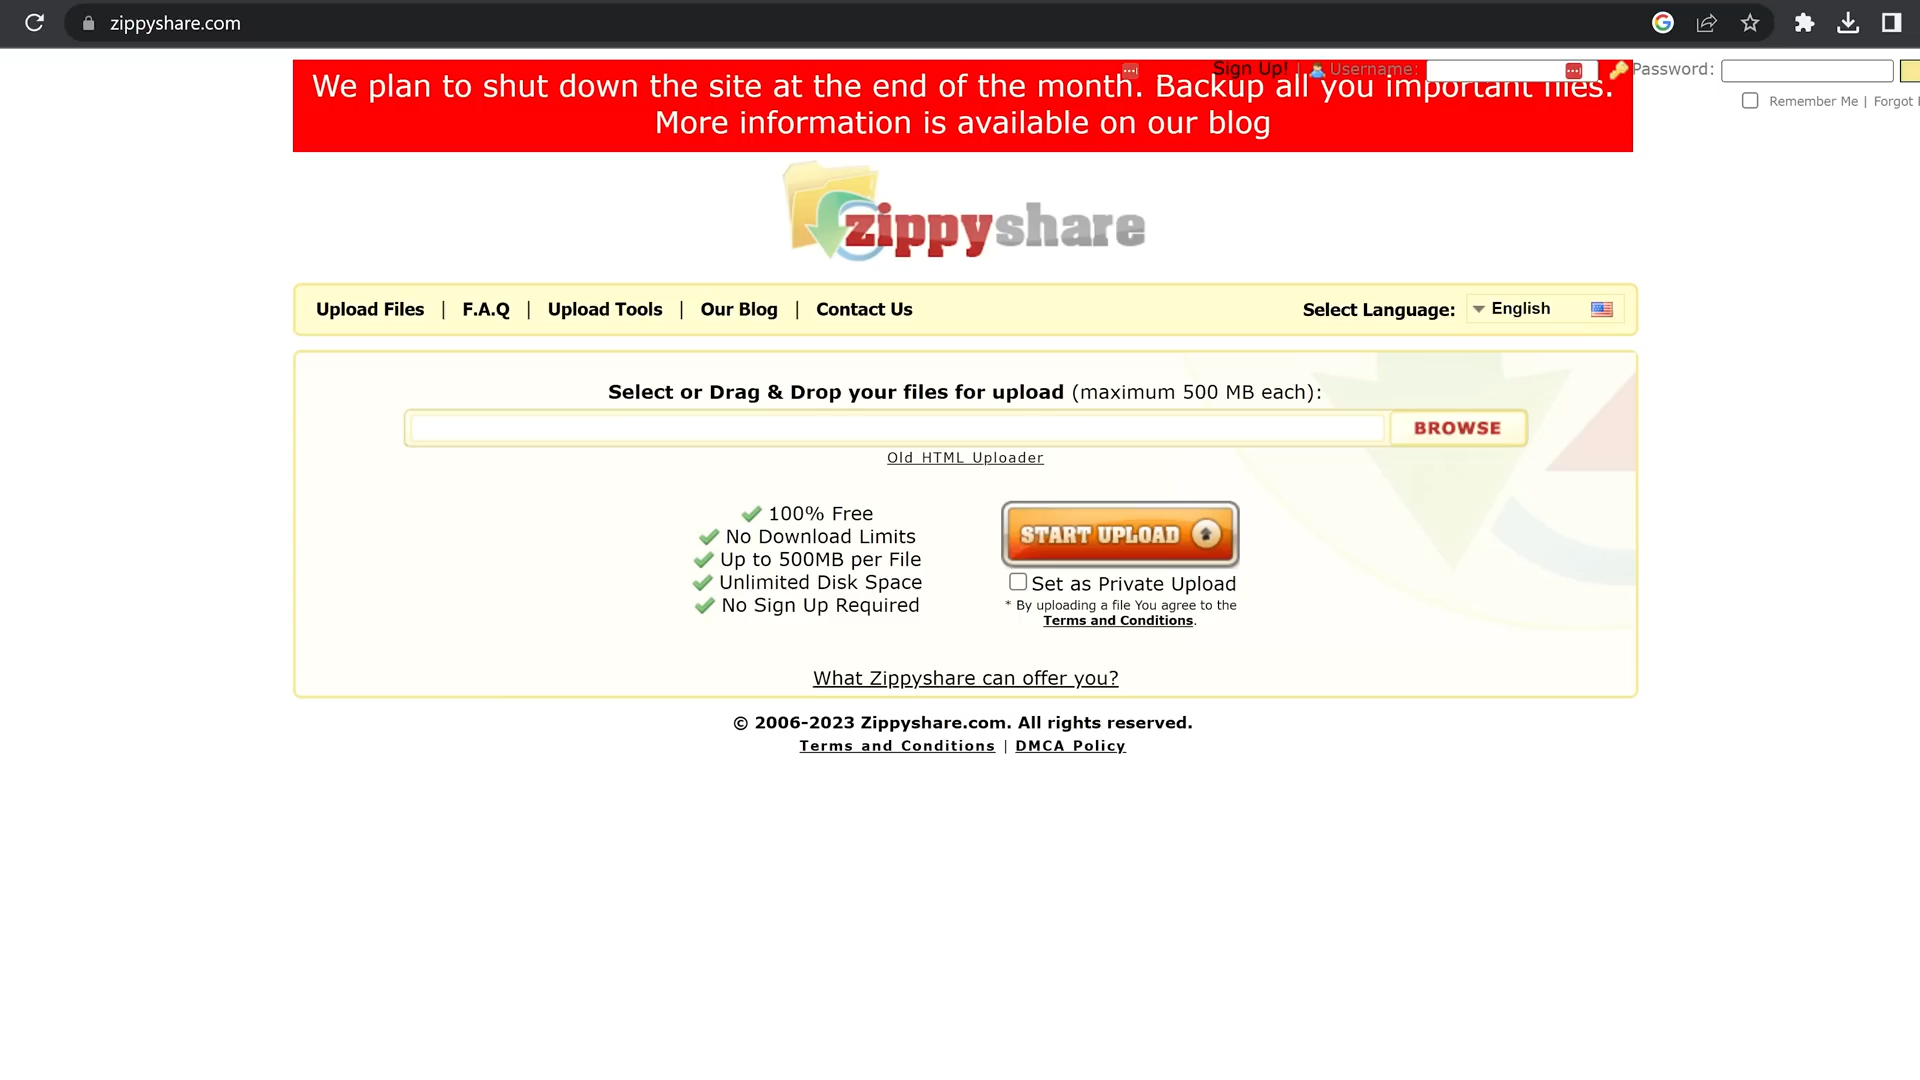 zippyshare.com
Sign Up! | Username: Password:
Remember Me | Forgot
We plan to shut down the site at the end of the month. Backup all you important files.
More information is available on our blog
zippyshare
Upload Files | F.A.Q | Upload Tools | Our Blog | Contact Us Select Language: English
Select or Drag & Drop your files for upload (maximum 500 MB each):
BROWSE
Old HTML Uploader
100% Free
No Download Limits
Up to 500MB per File
Unlimited Disk Space
No Sign Up Required
START UPLOAD
Set as Private Upload
* By uploading a file You agree to the
Terms and Conditions.
What Zippyshare can offer you?
© 2006-2023 Zippyshare.com. All rights reserved.
Terms and Conditions | DMCA Policy